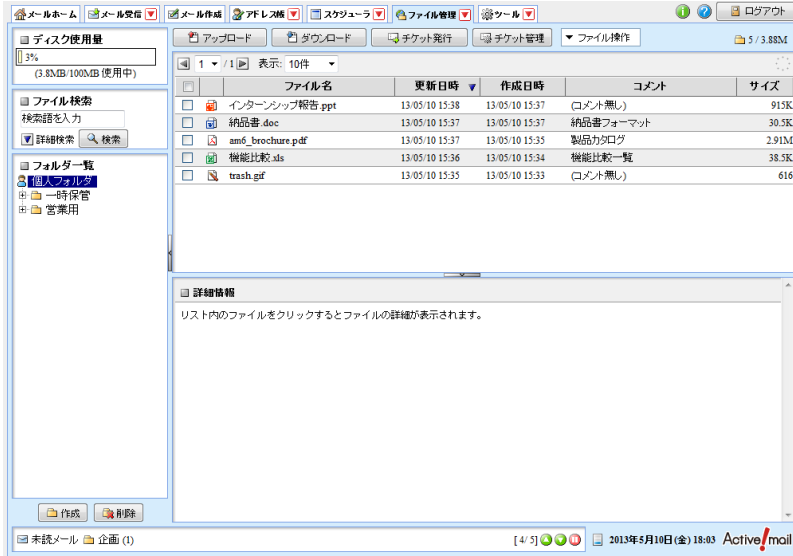 メールホーム メール受信 メール作成 アドレス帳 スケジューラ ファイル管理 ツール ログアウト
ディスク使用量
3%
(3.8MB/100MB 使用中)
ファイル検索
検索語を入力
詳細検索 検索
フォルダ一覧
個人フォルダ
一時保管
営業用
作成 削除
アップロード ダウンロード チケット発行 チケット管理 ファイル操作 5 / 3.88M
1 / 1 表示: 10件
ファイル名 更新日時 作成日時 コメント サイズ
インターンシップ報告.ppt 13/05/10 15:38 13/05/10 15:37 (コメント無し) 915K
納品書.doc 13/05/10 15:37 13/05/10 15:37 納品書フォーマット 30.5K
am6_brochure.pdf 13/05/10 15:37 13/05/10 15:35 製品カタログ 2.91M
機能比較.xls 13/05/10 15:36 13/05/10 15:34 機能比較一覧 38.5K
trash.gif 13/05/10 15:35 13/05/10 15:33 (コメント無し) 616
詳細情報
リスト内のファイルをクリックするとファイルの詳細が表示されます。
未読メール 企画 (1) [4/ 5] 2013年5月10日(金) 18:03 Active! mail